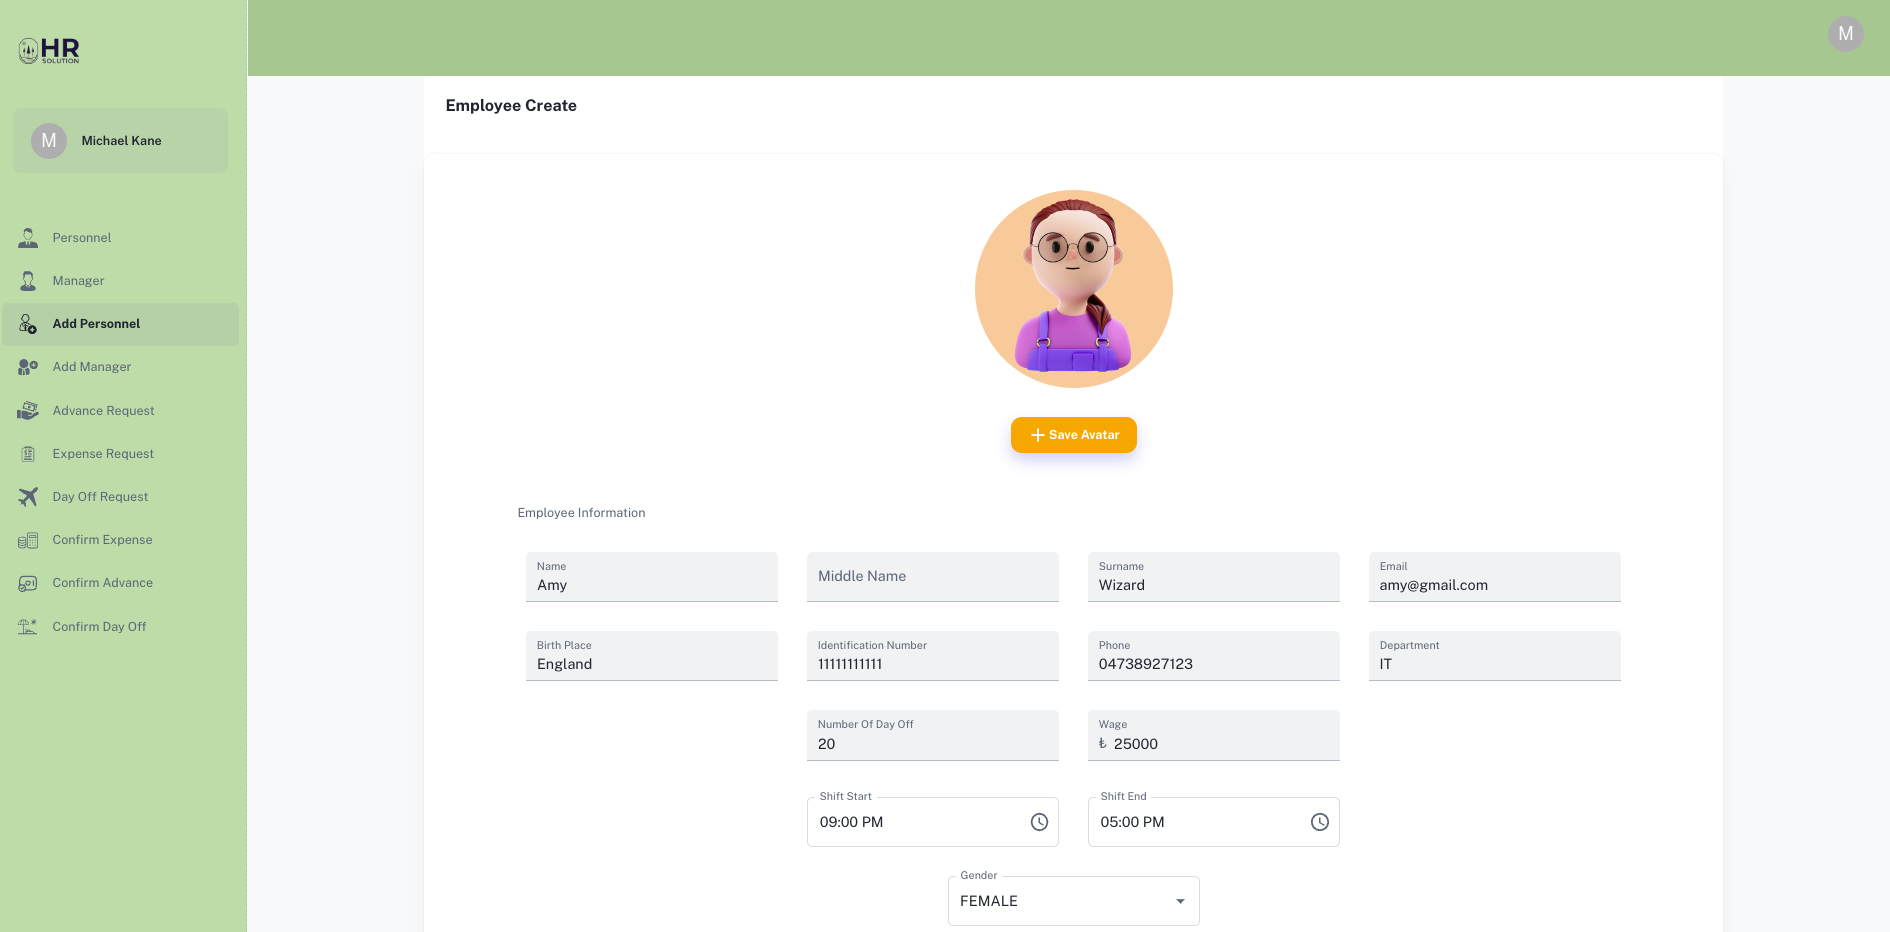 HR
SOLUTION
M
M
Michael Kane
Personnel
Manager
Add Personnel
Add Manager
Advance Request
Expense Request
Day Off Request
Confirm Expense
Confirm Advance
Confirm Day Off
Employee Create
Save Avatar
Employee Information
Name
Amy
Middle Name
Surname
Wizard
Email
amy@gmail.com
Birth Place
England
Identification Number
11111111111
Phone
04738927123
Department
IT
Number Of Day Off
20
Wage
₺ 25000
Shift Start
09:00 PM
Shift End
05:00 PM
Gender
FEMALE